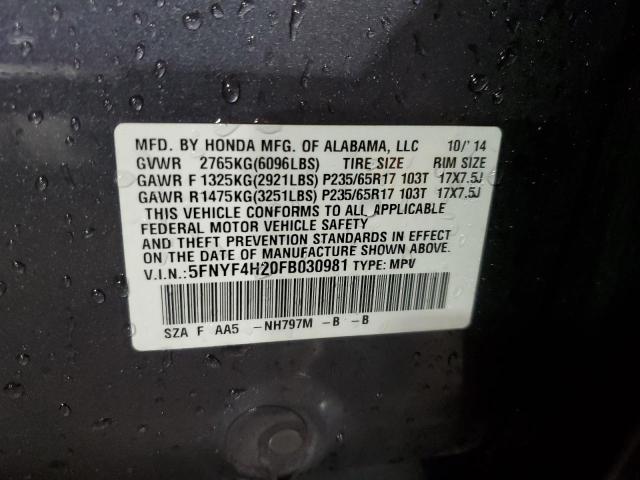 MFD. BY HONDA MFG. OF ALABAMA, LLC 10/'14
GVWR 2765KG(6096LBS) TIRE SIZE RIM SIZE
GAWR F 1325KG(2921LBS) P235/65R17 103T 17X7.5J
GAWR R1475KG(3251LBS) P235/65R17 103T 17X7.5J
THIS VEHICLE CONFORMS TO ALL APPLICABLE
FEDERAL MOTOR VEHICLE SAFETY
AND THEFT PREVENTION STANDARDS IN EFFECT
ON THE DATE OF MANUFACTURE SHOWN ABOVE.
V.I.N.: 5FNYF4H20FB030981 TYPE: MPV
SZA F AA5 -NH797M -B -B